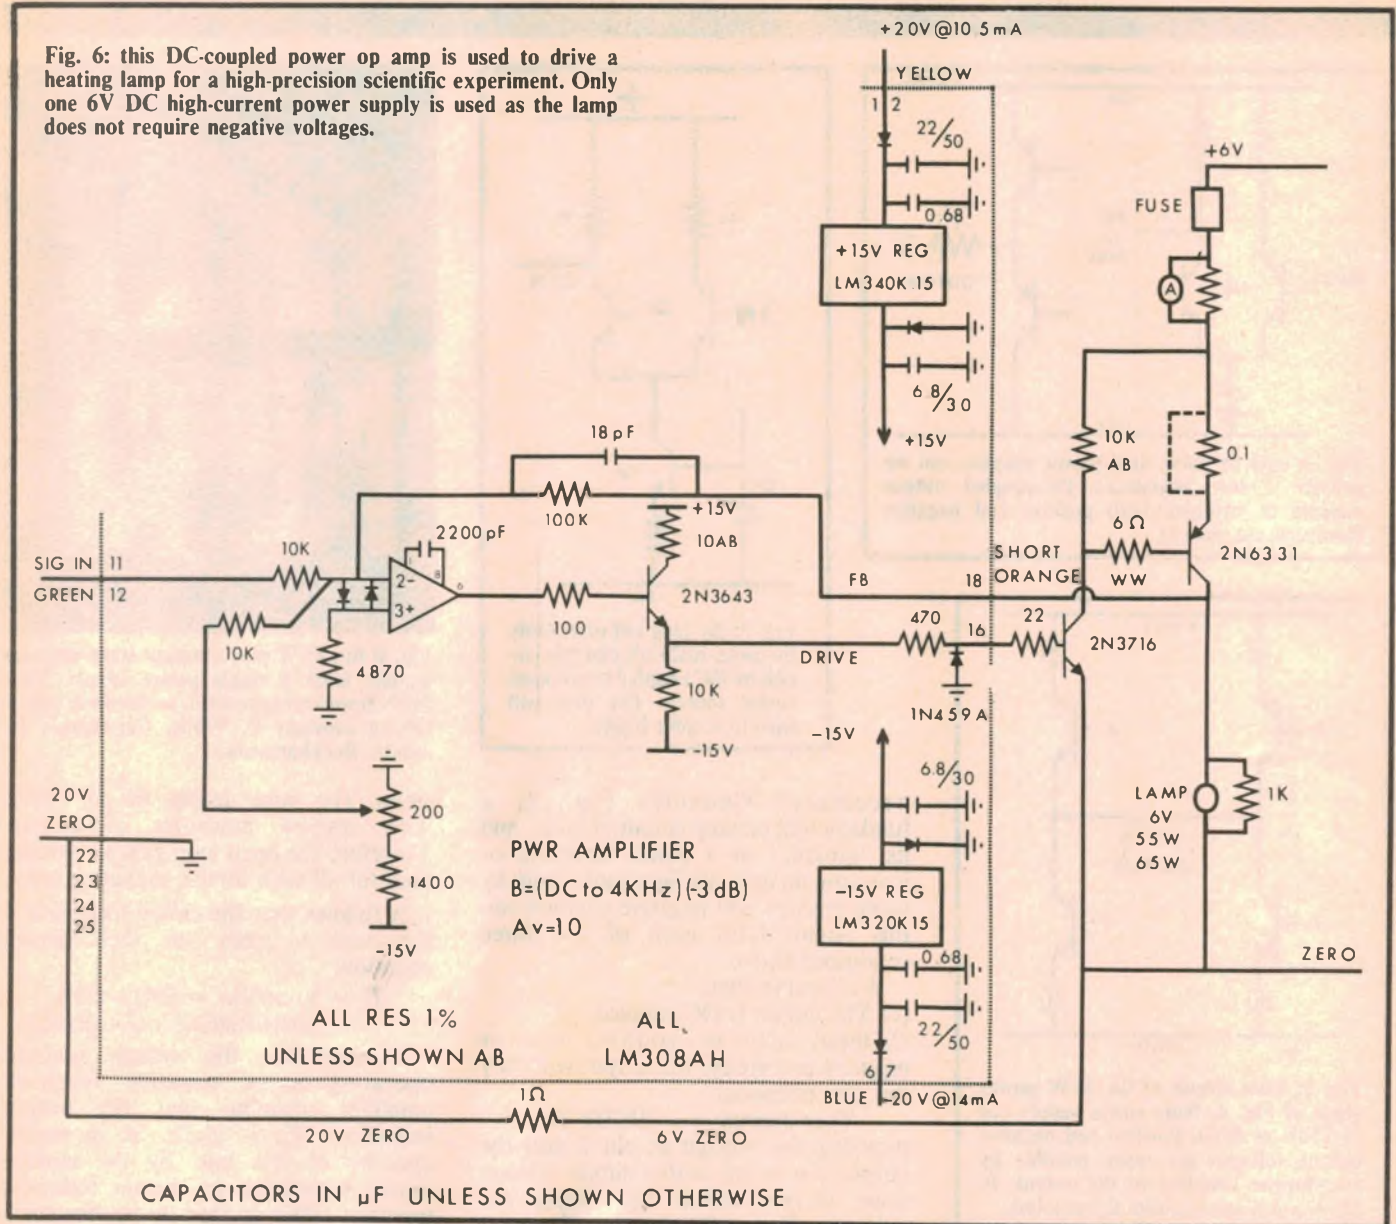 Fig. 6: this DC-coupled power op amp is used to drive a
heating lamp for a high-precision scientific experiment. Only
one 6V DC high-current power supply is used as the lamp
does not require negative voltages.
+20V@10.5mA
YELLOW
1 2
22/50
0.68
+15V REG
LM340K15
6.8/30
+15V
+6V
FUSE
A
10K
AB
0.1
6Ω
WW
2N6331
18pF
100K
2200pF
+15V
10AB
SIG IN 11
GREEN 12
10K
10K
2-
3+
1
8
6
4870
100
2N3643
10K
-15V
FB
18
SHORT
ORANGE
DRIVE
470
16
22
2N3716
1N459A
20V
ZERO
22
23
24
25
200
1400
-15V
PWR AMPLIFIER
B=(DC to 4KHz)(-3dB)
Av=10
-15V
6.8/30
-15V REG
LM320K15
0.68
22/50
6 7
BLUE -20V@14mA
LAMP
6V
55W
65W
1K
ZERO
ALL RES 1%
UNLESS SHOWN AB
ALL
LM308AH
1Ω
20V ZERO
6V ZERO
CAPACITORS IN µF UNLESS SHOWN OTHERWISE